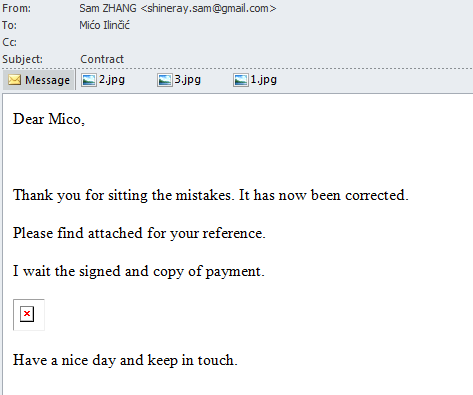 From: Sam ZHANG <shineray.sam@gmail.com>
To: Mićo Ilinčić
Cc:
Subject: Contract
Message 2.jpg 3.jpg 1.jpg
Dear Mico,
Thank you for sitting the mistakes. It has now been corrected.
Please find attached for your reference.
I wait the signed and copy of payment.
Have a nice day and keep in touch.